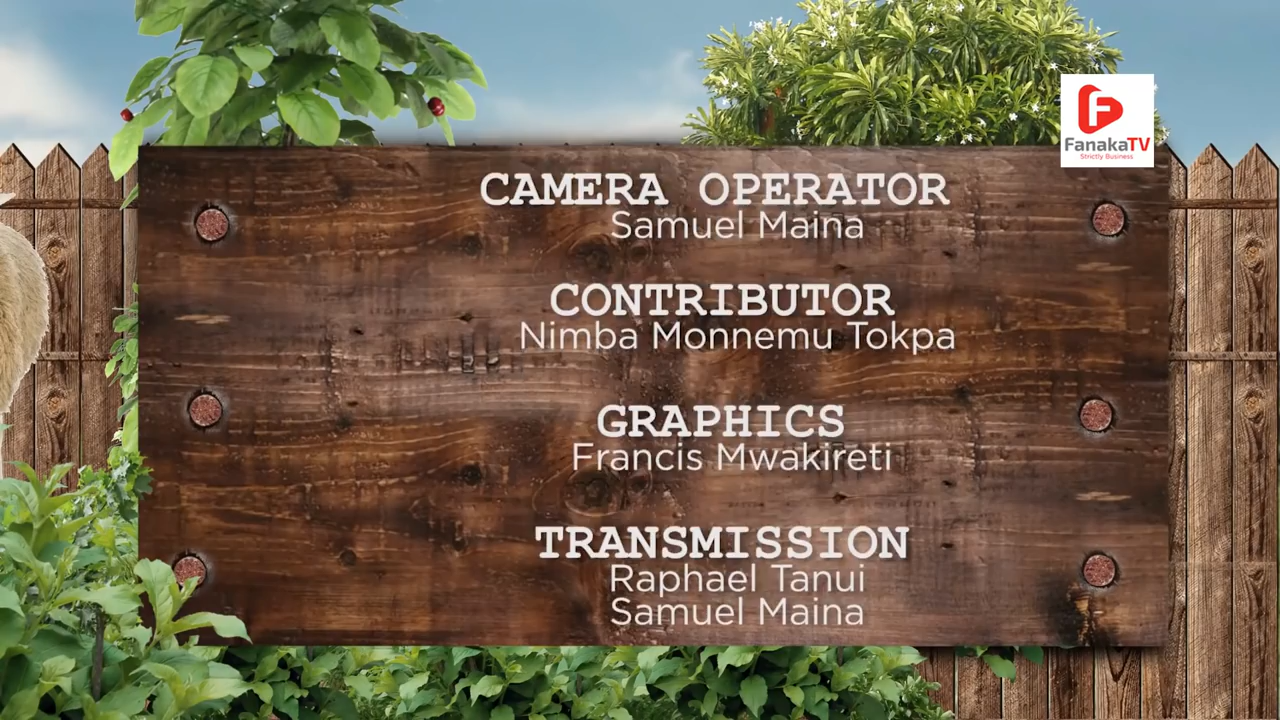 FanakaTV
Strictly Business
CAMERA OPERATOR
Samuel Maina
CONTRIBUTOR
Nimba Monnemu Tokpa
GRAPHICS
Francis Mwakireti
TRANSMISSION
Raphael Tanui
Samuel Maina